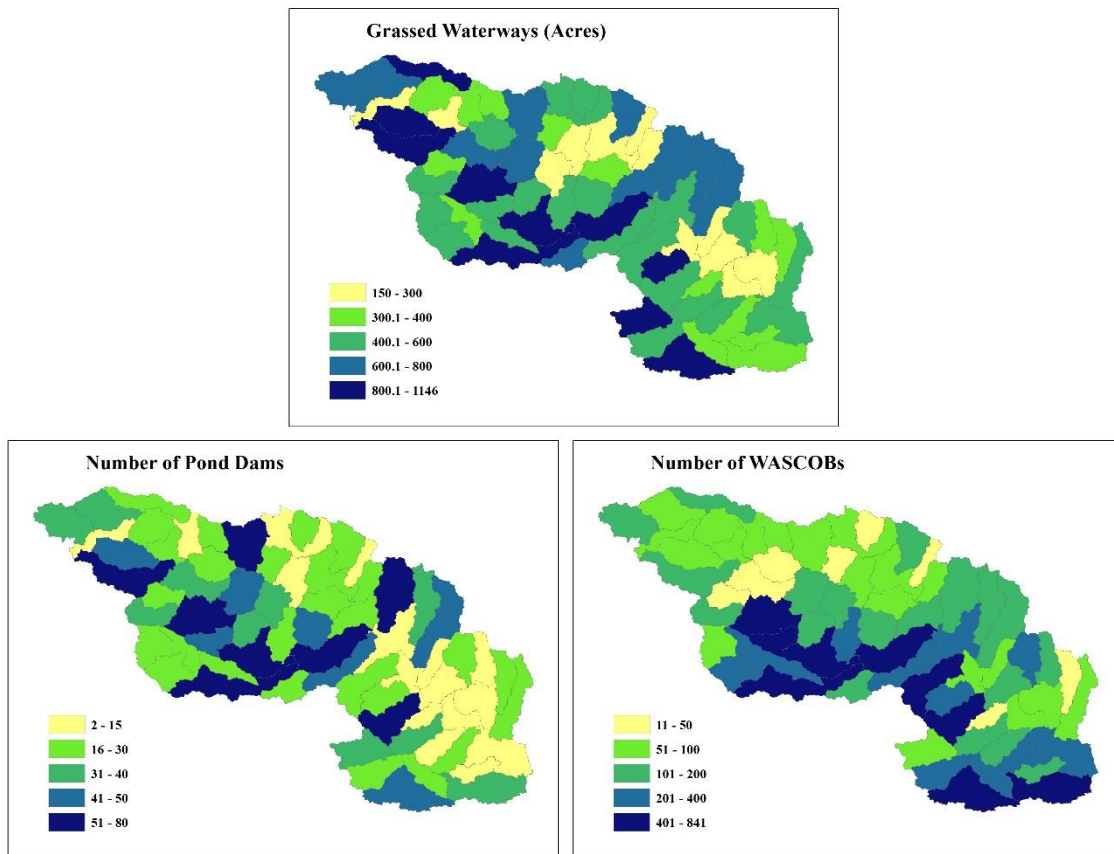 Grassed Waterways (Acres)
150 - 300
300.1 - 400
400.1 - 600
600.1 - 800
800.1 - 1146
Number of Pond Dams
2 - 15
16 - 30
31 - 40
41 - 50
51 - 80
Number of WASCOBs
11 - 50
51 - 100
101 - 200
201 - 400
401 - 841